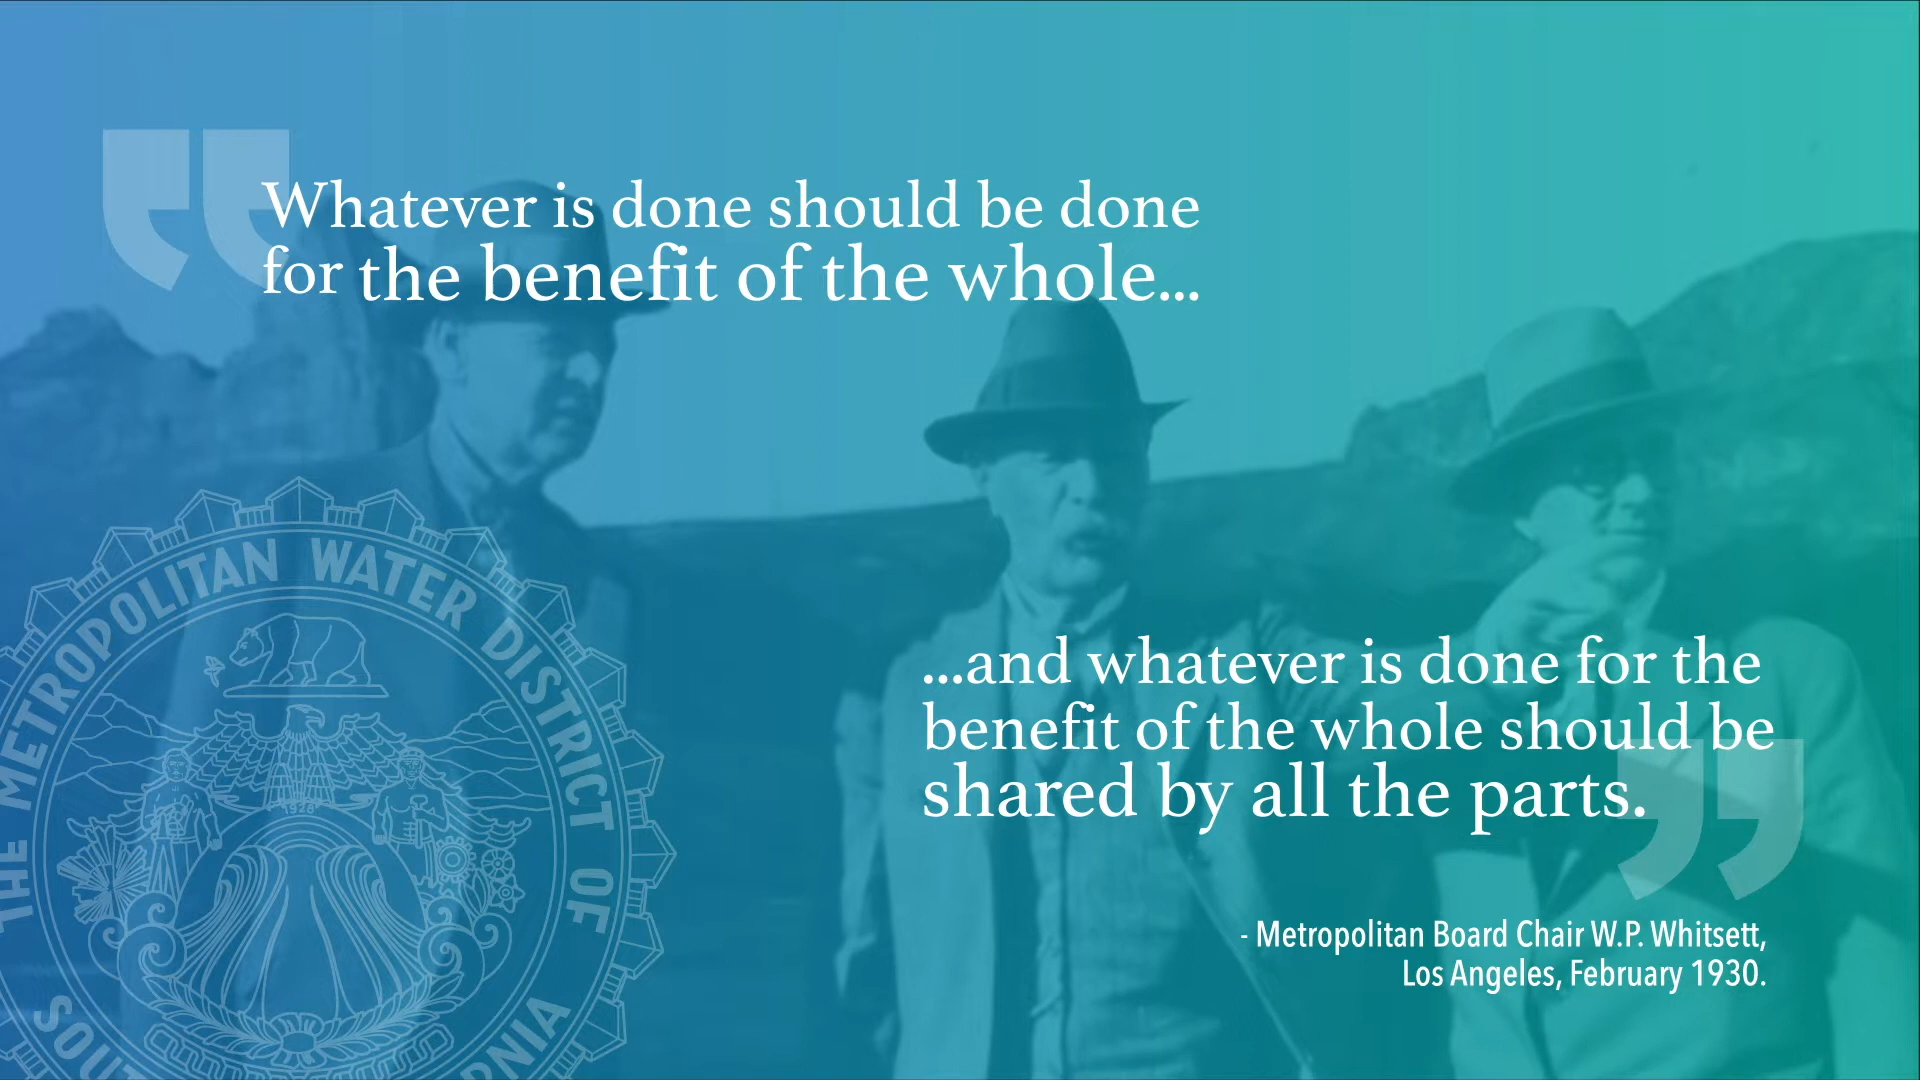 Whatever is done should be done
for the benefit of the whole...
...and whatever is done for the
benefit of the whole should be
shared by all the parts.
- Metropolitan Board Chair W.P. Whitsett,
Los Angeles, February 1930.
THE METROPOLITAN WATER DISTRICT OF
1928